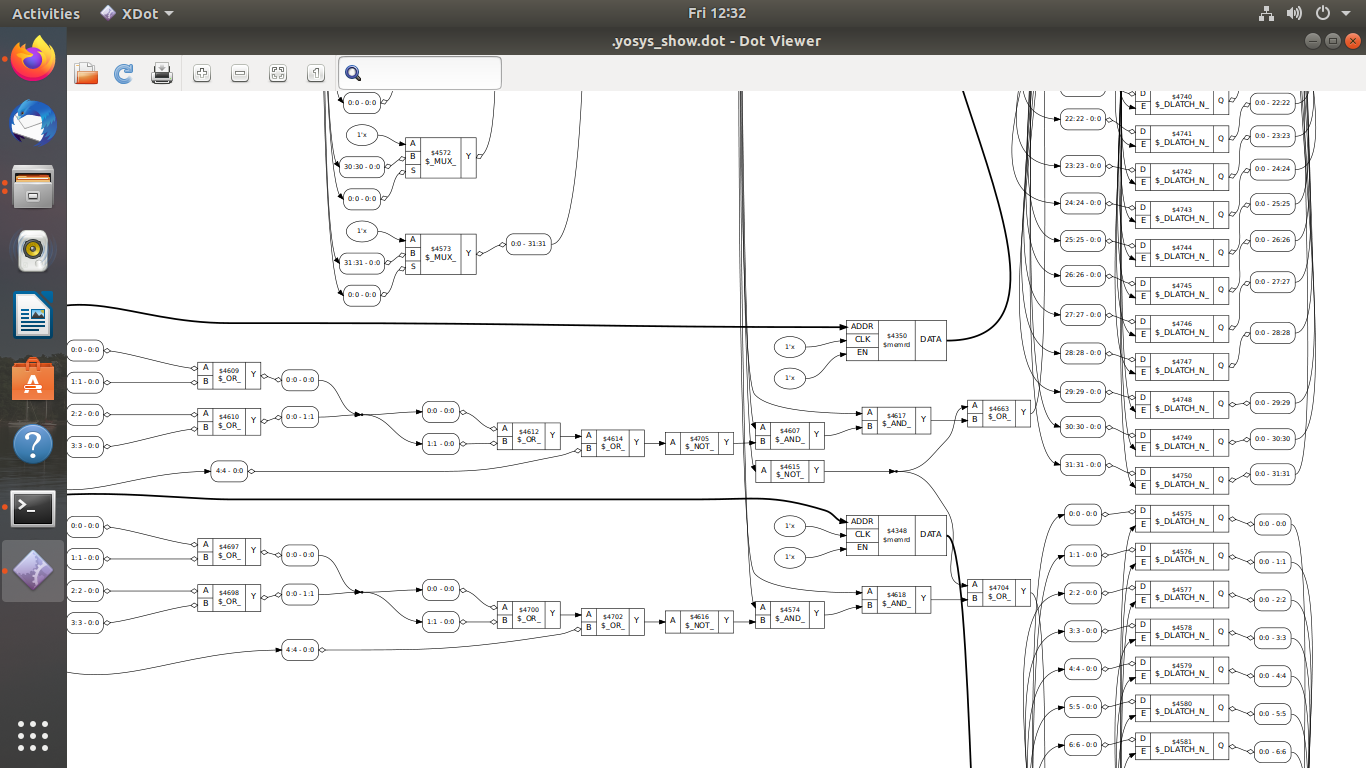 Activities
XDot
Fri 12:32
.yosys_show.dot - Dot Viewer
0:0 - 0:0
1'x
30:30 - 0:0
0:0 - 0:0
A
B
S
$4572
$_MUX_
Y
1'x
31:31 - 0:0
0:0 - 0:0
A
B
S
$4573
$_MUX_
Y
0:0 - 31:31
1'x
1'x
ADDR
CLK
EN
$4350
$memrd
DATA
0:0 - 0:0
1:1 - 0:0
2:2 - 0:0
3:3 - 0:0
4:4 - 0:0
A
B
$4609
$_OR_
Y
A
B
$4610
$_OR_
Y
0:0 - 0:0
0:0 - 1:1
0:0 - 0:0
1:1 - 0:0
A
B
$4612
$_OR_
Y
A
B
$4614
$_OR_
Y
A
$4705
$_NOT_
Y
A
B
$4607
$_AND_
Y
A
$4615
$_NOT_
Y
A
B
$4617
$_AND_
Y
A
B
$4663
$_OR_
Y
1'x
1'x
ADDR
CLK
EN
$4348
$memrd
DATA
0:0 - 0:0
1:1 - 0:0
2:2 - 0:0
3:3 - 0:0
4:4 - 0:0
A
B
$4697
$_OR_
Y
A
B
$4698
$_OR_
Y
0:0 - 0:0
0:0 - 1:1
0:0 - 0:0
1:1 - 0:0
A
B
$4700
$_OR_
Y
A
B
$4702
$_OR_
Y
A
$4616
$_NOT_
Y
A
B
$4574
$_AND_
Y
A
B
$4618
$_AND_
Y
A
B
$4704
$_OR_
Y
D
E
$4740
$_DLATCH_N_
Q
0:0 - 22:22
22:22 - 0:0
D
E
$4741
$_DLATCH_N_
Q
0:0 - 23:23
23:23 - 0:0
D
E
$4742
$_DLATCH_N_
Q
0:0 - 24:24
24:24 - 0:0
D
E
$4743
$_DLATCH_N_
Q
0:0 - 25:25
25:25 - 0:0
D
E
$4744
$_DLATCH_N_
Q
0:0 - 26:26
26:26 - 0:0
D
E
$4745
$_DLATCH_N_
Q
0:0 - 27:27
27:27 - 0:0
D
E
$4746
$_DLATCH_N_
Q
0:0 - 28:28
28:28 - 0:0
D
E
$4747
$_DLATCH_N_
Q
29:29 - 0:0
D
E
$4748
$_DLATCH_N_
Q
0:0 - 29:29
30:30 - 0:0
D
E
$4749
$_DLATCH_N_
Q
0:0 - 30:30
31:31 - 0:0
D
E
$4750
$_DLATCH_N_
Q
0:0 - 31:31
0:0 - 0:0
D
E
$4575
$_DLATCH_N_
Q
0:0 - 0:0
1:1 - 0:0
D
E
$4576
$_DLATCH_N_
Q
0:0 - 1:1
2:2 - 0:0
D
E
$4577
$_DLATCH_N_
Q
0:0 - 2:2
3:3 - 0:0
D
E
$4578
$_DLATCH_N_
Q
0:0 - 3:3
4:4 - 0:0
D
E
$4579
$_DLATCH_N_
Q
0:0 - 4:4
5:5 - 0:0
D
E
$4580
$_DLATCH_N_
Q
0:0 - 5:5
6:6 - 0:0
D
E
$4581
$_DLATCH_N_
Q
0:0 - 6:6